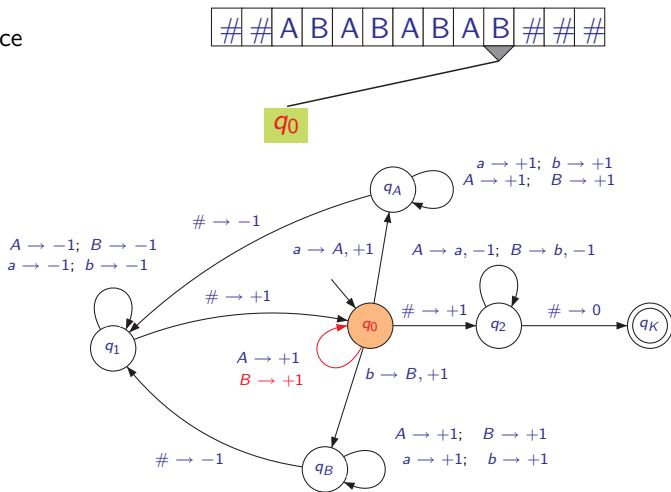 # # A B A B A B A B # # #
ce
q0
a → +1; b → +1
A → +1; B → +1
qA
# → −1
A → −1; B → −1
a → −1; b → −1
a → A, +1
A → a, −1; B → b, −1
# → +1
# → +1
# → 0
q0
q2
qK
q1
A → +1
B → +1
b → B, +1
A → +1; B → +1
a → +1; b → +1
# → −1
qB